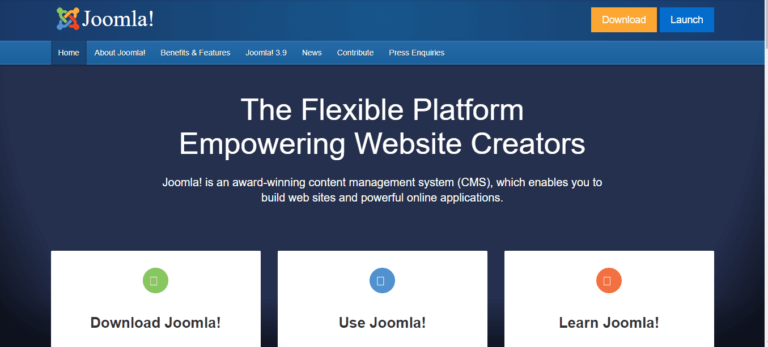 Joomla!
Download
Launch
Home
About Joomla!
Benefits & Features
Joomla! 3.9
News
Contribute
Press Enquiries
The Flexible Platform
Empowering Website Creators
Joomla! is an award-winning content management system (CMS), which enables you to
build web sites and powerful online applications.
Download Joomla!
Use Joomla!
Learn Joomla!